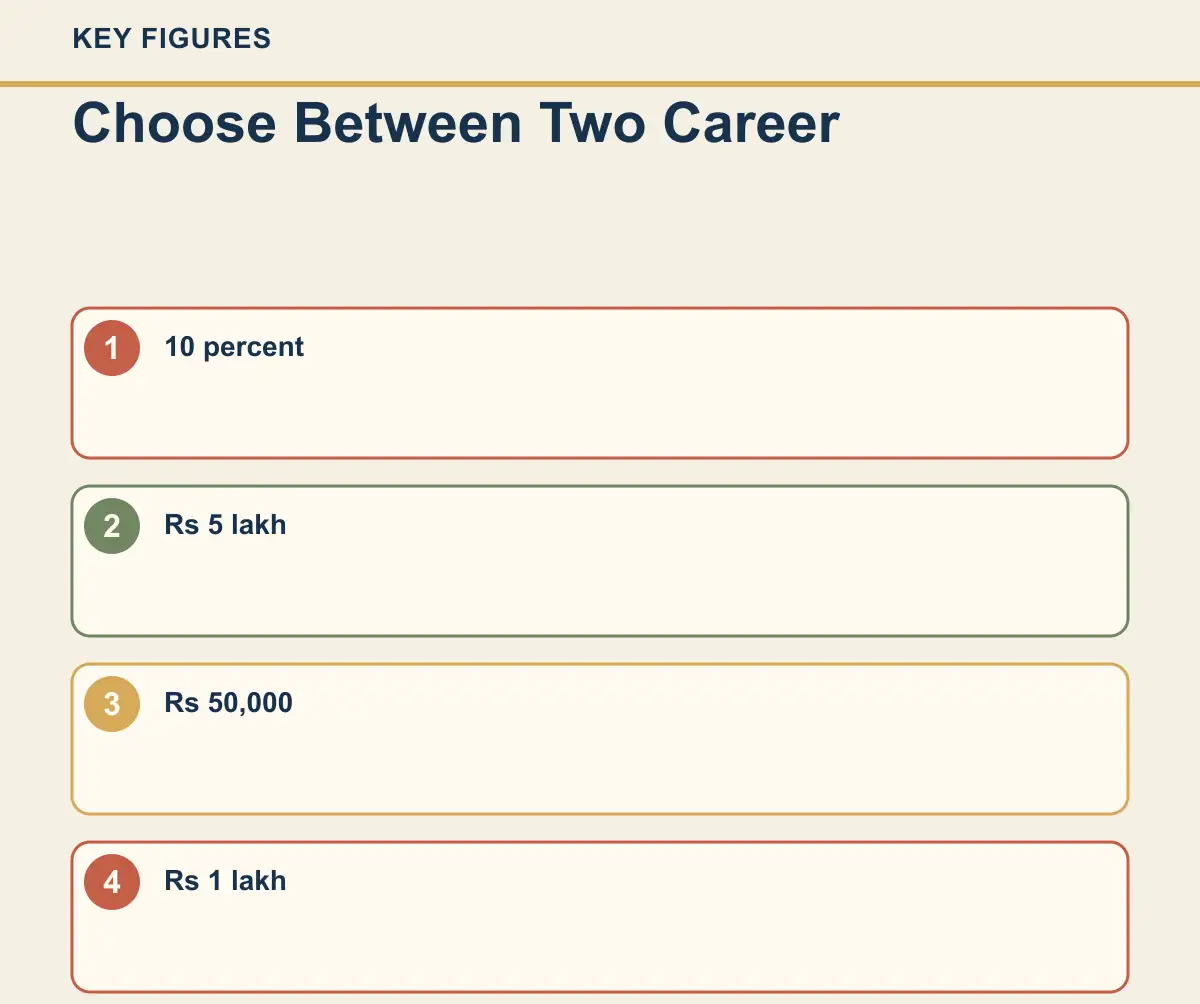 KEY FIGURES
Choose Between Two Career
1 10 percent
2 Rs 5 lakh
3 Rs 50,000
4 Rs 1 lakh